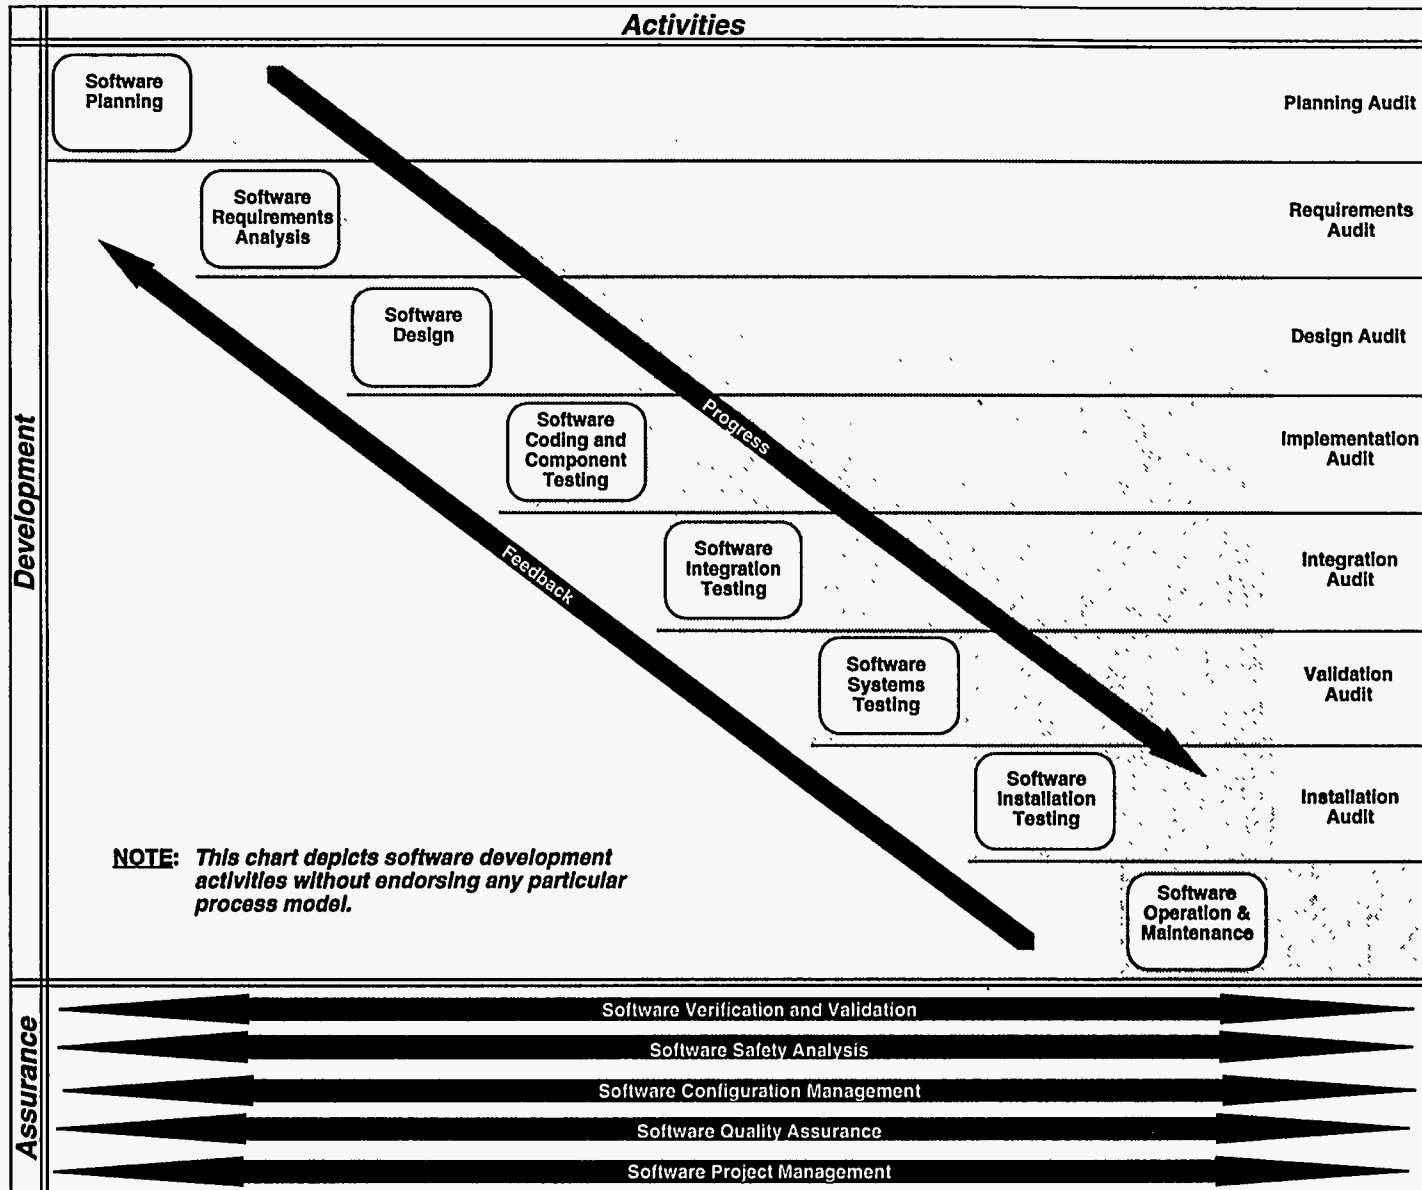 Activities
Development
Software
Planning
Planning Audit
Software
Requirements
Analysis
Requirements
Audit
Software
Design
Design Audit
Progress
Software
Coding and
Component
Testing
Implementation
Audit
Feedback
Software
Integration
Testing
Integration
Audit
Software
Systems
Testing
Validation
Audit
Software
Installation
Testing
Installation
Audit
NOTE: This chart depicts software development
activities without endorsing any particular
process model.
Software
Operation &
Maintenance
Assurance
Software Verification and Validation
Software Safety Analysis
Software Configuration Management
Software Quality Assurance
Software Project Management